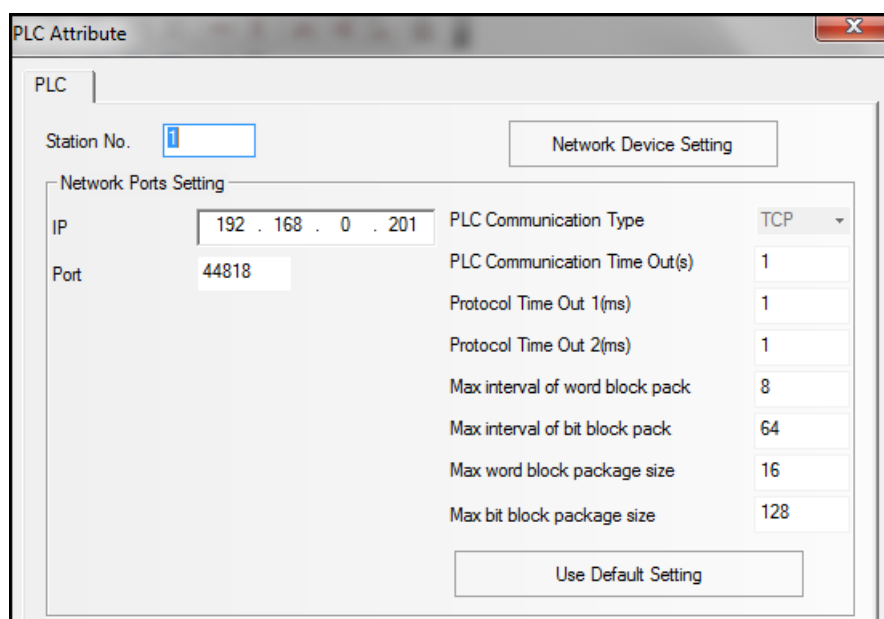 PLC Attribute
PLC
Station No. 1
Network Device Setting
Network Ports Setting
IP 192 . 168 . 0 . 201
Port 44818
PLC Communication Type TCP
PLC Communication Time Out(s) 1
Protocol Time Out 1(ms) 1
Protocol Time Out 2(ms) 1
Max interval of word block pack 8
Max interval of bit block pack 64
Max word block package size 16
Max bit block package size 128
Use Default Setting